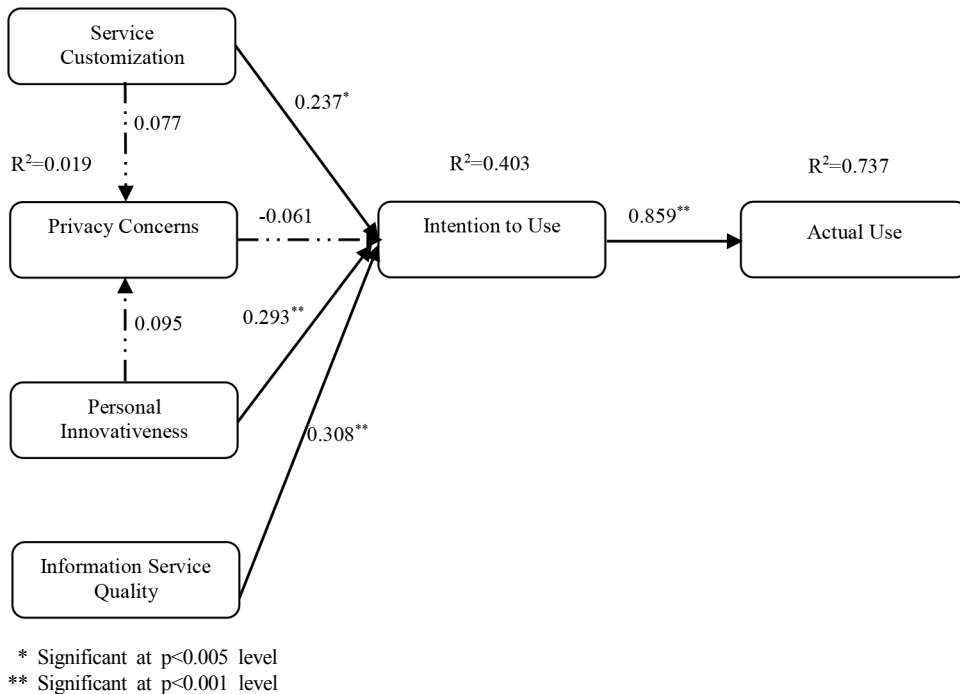 Service
Customization
0.237*
0.077
R²=0.019
R²=0.403
R²=0.737
Privacy Concerns
-0.061
Intention to Use
0.859**
Actual Use
0.293**
0.095
Personal
Innovativeness
0.308**
Information Service
Quality
* Significant at p<0.005 level
** Significant at p<0.001 level